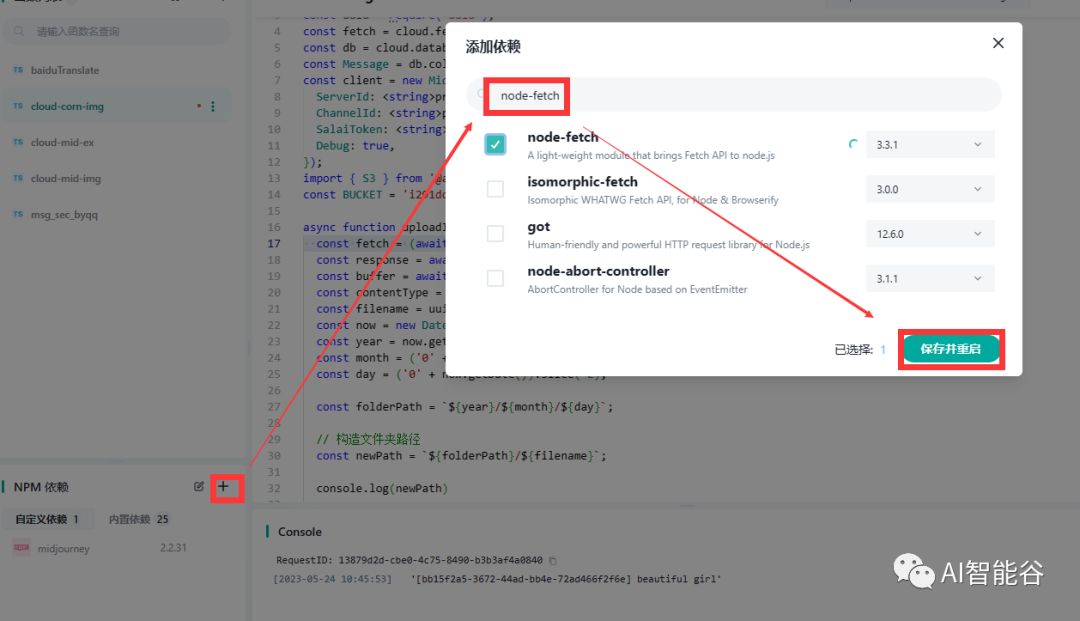 请输入函数名查询
TS baiduTranslate
TS cloud-corn-img
TS cloud-mid-ex
TS cloud-mid-img
TS msg_sec_byqq
NPM 依赖
自定义依赖 1 内置依赖 25
midjourney 2.2.31
4 const fetch = cloud.fe
5 const db = cloud.datab
6 const Message = db.col
7 const client = new Mid
8 ServerId: <string>pr
9 ChannelId: <string>p
10 SalaiToken: <string>
11 Debug: true,
12 });
13 import { S3 } from '@a
14 const BUCKET =
15
16 async function uploadI
17 const fetch = (await
18 const response = awa
19 const buffer = await
20 const contentType =
21 const filename = uui
22 const now = new Date
23 const year = now.get
24 const month = ('0' +
25 const day = ('0' + now.getDate()).slice(-2);
26
27 const folderPath = `${year}/${month}/${day}`;
28
29 // 构造文件夹路径
30 const newPath = `${folderPath}/${filename}`;
31
32 console.log(newPath)
添加依赖
node-fetch
node-fetch
A light-weight module that brings Fetch API to node.js
3.3.1
isomorphic-fetch
Isomorphic WHATWG Fetch API, for Node & Browserify
3.0.0
got
Human-friendly and powerful HTTP request library for Node.js
12.6.0
node-abort-controller
AbortController for Node based on EventEmitter
3.1.1
已选择: 1
保存并重启
Console
RequestID: 13879d2d-cbe0-4c75-8490-b3b3af4a0840
[2023-05-24 10:45:53] '[bb15f2a5-3672-44ad-bb4e-72ad466f2f6e] beautiful girl'
AI智能谷